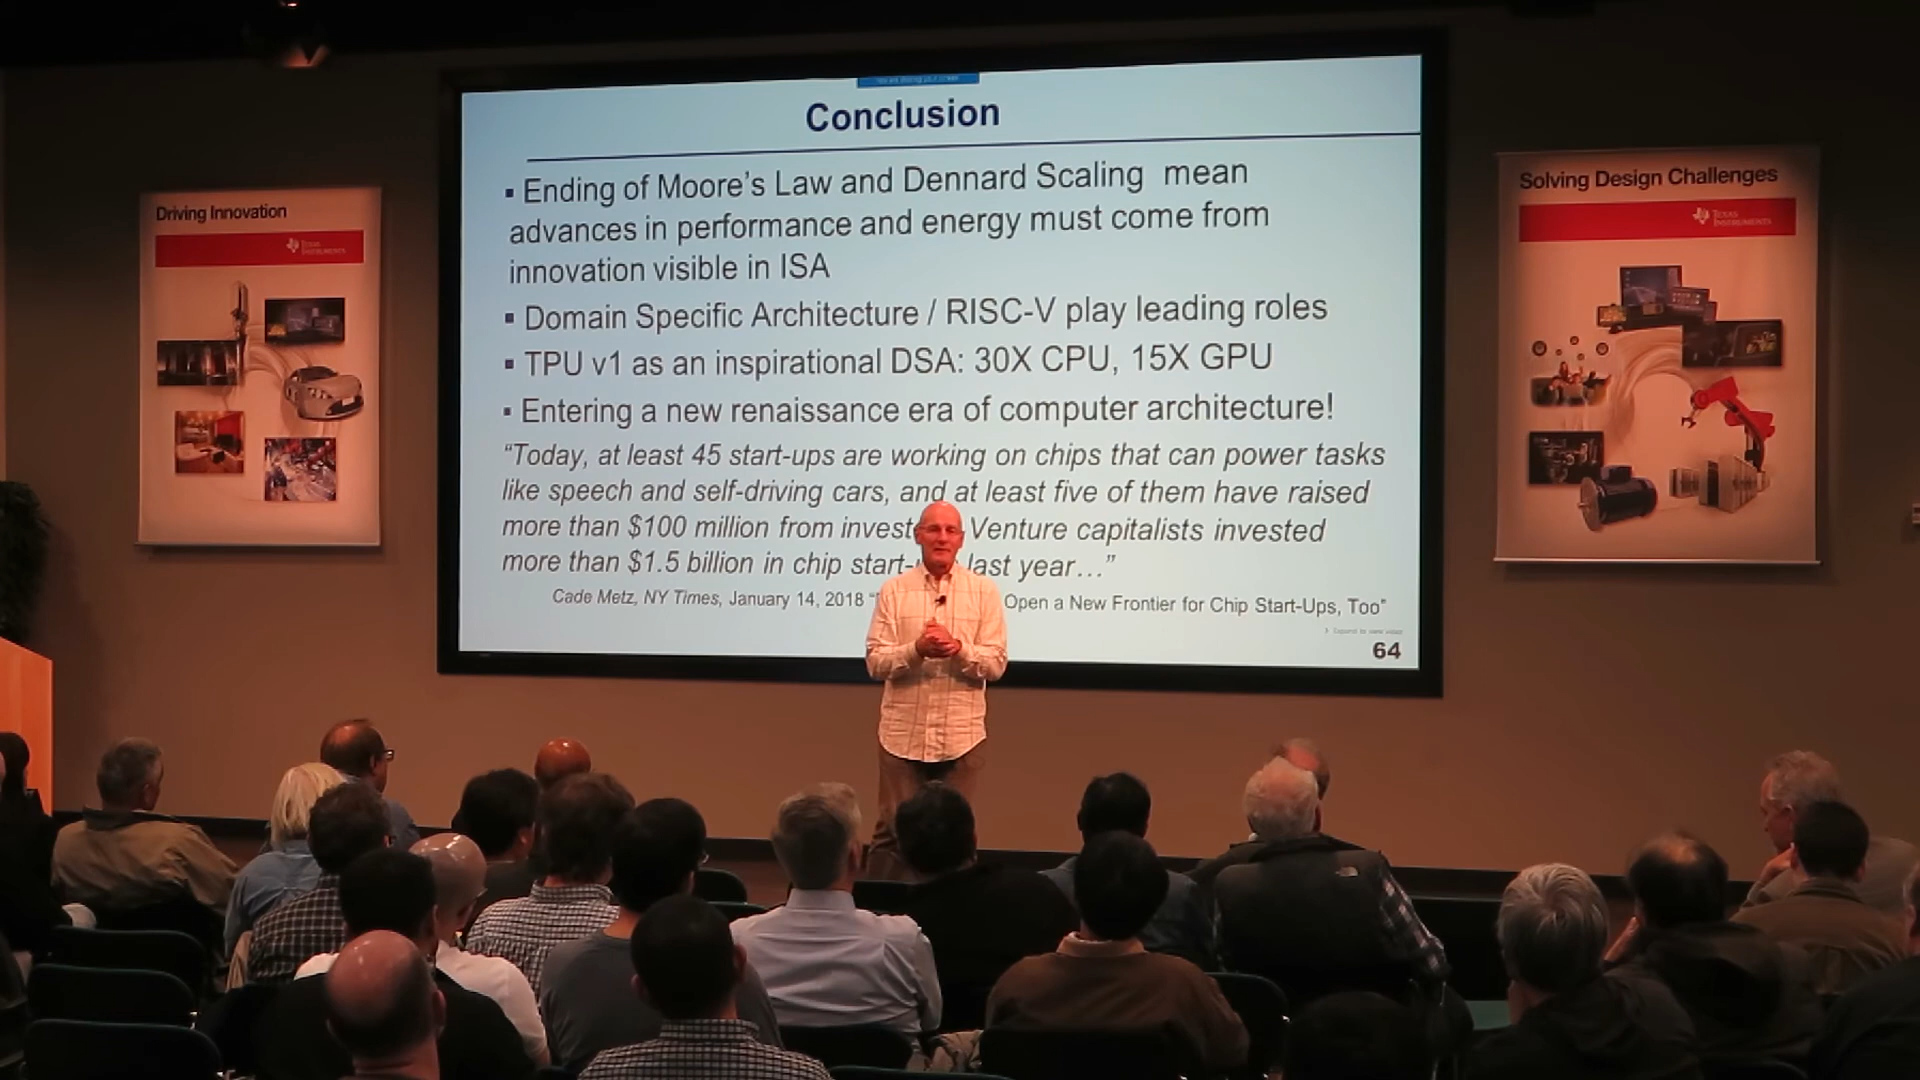 Conclusion
▪ Ending of Moore's Law and Dennard Scaling mean
advances in performance and energy must come from
innovation visible in ISA
▪ Domain Specific Architecture / RISC-V play leading roles
▪ TPU v1 as an inspirational DSA: 30X CPU, 15X GPU
▪ Entering a new renaissance era of computer architecture!
“Today, at least 45 start-ups are working on chips that can power tasks
like speech and self-driving cars, and at least five of them have raised
more than $100 million from Venture capitalists invested
more than $1.5 billion in chip last year…”
Cade Metz, NY Times, January 14, 2018 Open a New Frontier for Chip Start-Ups, Too”
64
Driving Innovation
TEXAS
INSTRUMENTS
Solving Design Challenges
TEXAS
INSTRUMENTS